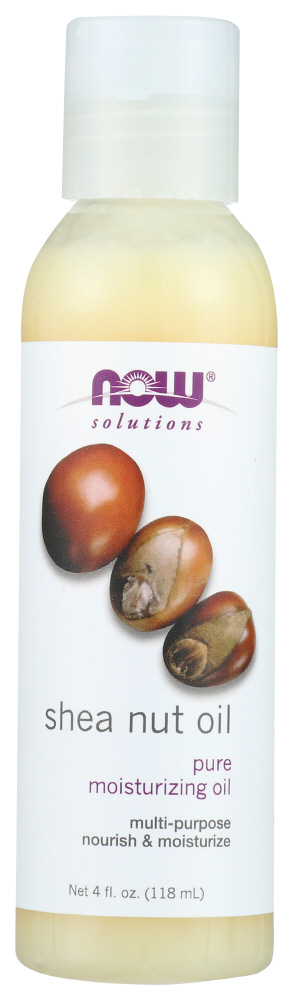 now®
solutions
shea nut oil
pure
moisturizing oil
multi-purpose
nourish & moisturize
Net 4 fl. oz. (118 mL)